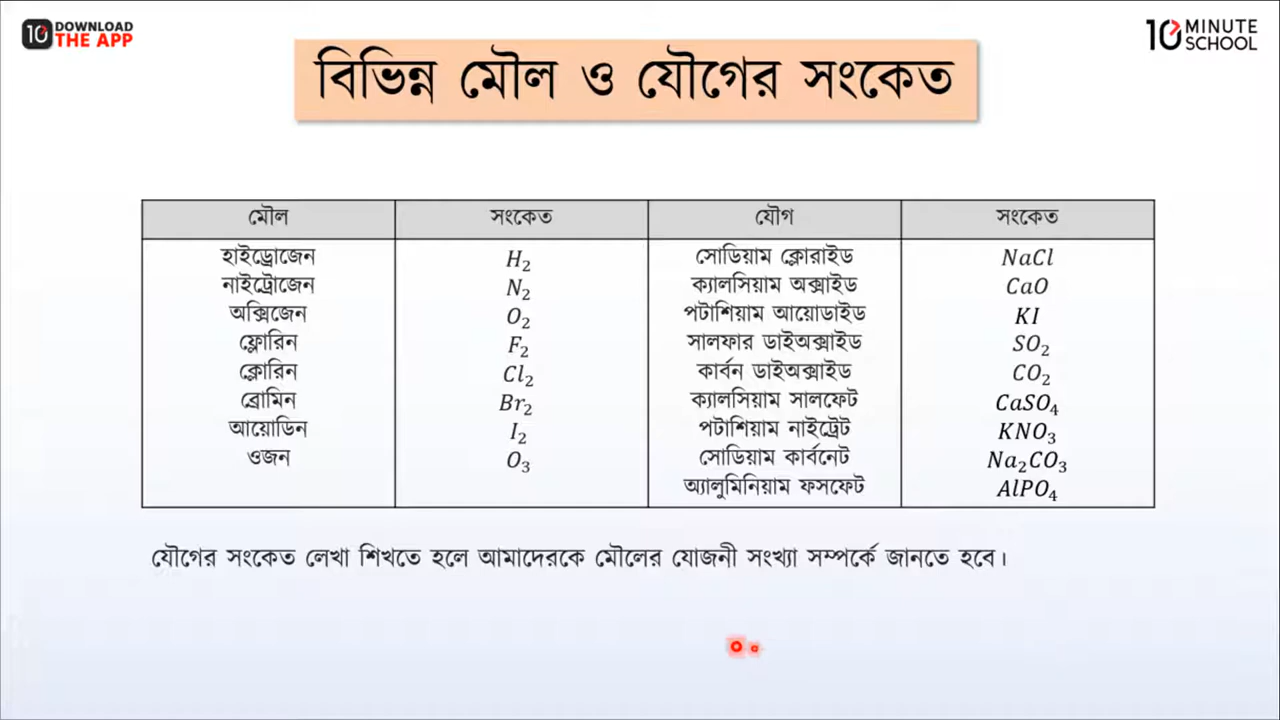 10 DOWNLOAD
THE APP
10 MINUTE
SCHOOL
বিভিন্ন মৌল ও যৌগের সংকেত
মৌল সংকেত যৌগ সংকেত
হাইড্রোজেন H₂ সোডিয়াম ক্লোরাইড NaCl
নাইট্রোজেন N₂ ক্যালসিয়াম অক্সাইড CaO
অক্সিজেন O₂ পটাশিয়াম আয়োডাইড KI
ফ্লোরিন F₂ সালফার ডাইঅক্সাইড SO₂
ক্লোরিন Cl₂ কার্বন ডাইঅক্সাইড CO₂
ব্রোমিন Br₂ ক্যালসিয়াম সালফেট CaSO₄
আয়োডিন I₂ পটাশিয়াম নাইট্রেট KNO₃
ওজন O₃ সোডিয়াম কার্বনেট Na₂CO₃
অ্যালুমিনিয়াম ফসফেট AlPO₄
যৌগের সংকেত লেখা শিখতে হলে আমাদেরকে মৌলের যোজনী সংখ্যা সম্পর্কে জানতে হবে।